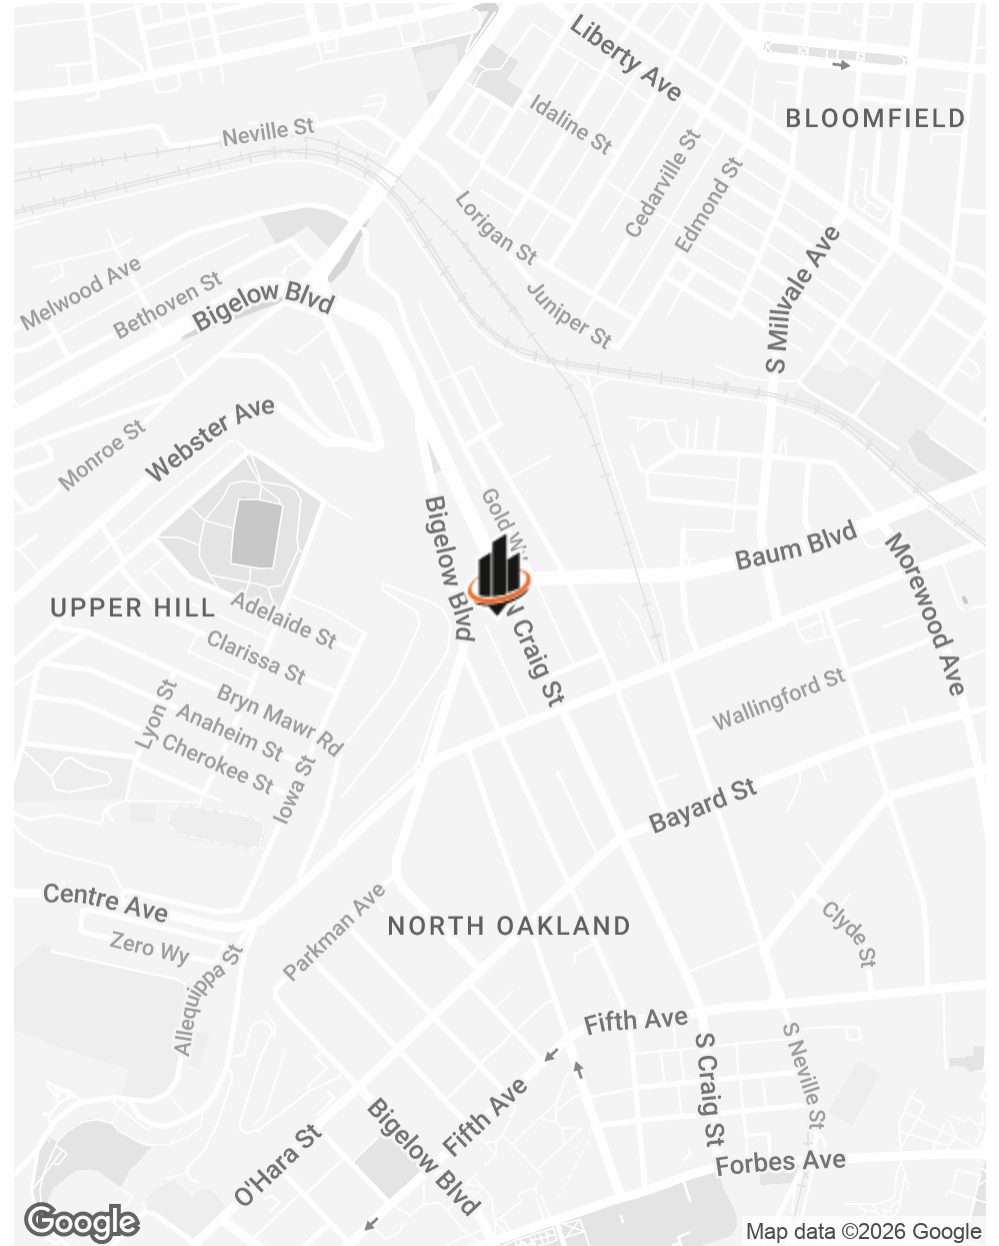 Liberty Ave
BLOOMFIELD
Idaline St
Neville St
Cedarville St
Edmond St
Lorigan St
S Millvale Ave
Melwood Ave
Bethoven St
Bigelow Blvd
Juniper St
Webster Ave
Monroe St
Bigelow Blvd
Gold W
Baum Blvd
Morewood Ave
UPPER HILL
Adelaide St
N Craig St
Clarissa St
Wallingford St
Lyon St
Bryn Mawr Rd
Anaheim St
Cherokee St
Iowa St
Bayard St
Centre Ave
Parkman Ave
NORTH OAKLAND
Zero Wy
Clyde St
Allequippa St
Fifth Ave
S Craig St
S Neville St
Fifth Ave
Bigelow Blvd
O'Hara St
Forbes Ave
Google
Map data ©2026 Google